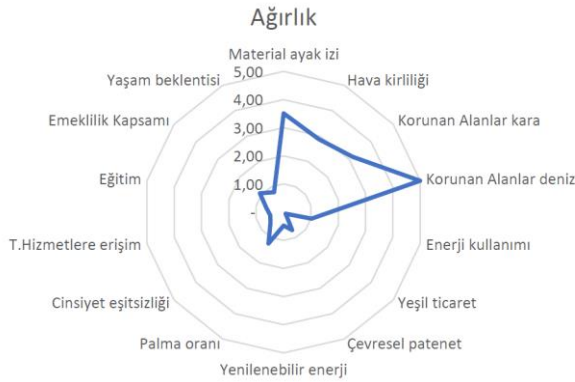 Ağırlık
Material ayak izi
Yaşam beklentisi
5,00
Hava kirliliği
4,00
Emeklilik Kapsamı
Korunan Alanlar kara
3,00
2,00
Eğitim
1,00
Korunan Alanlar deniz
-
T.Hizmetlere erişim
Enerji kullanımı
Cinsiyet eşitsizliği
Yeşil ticaret
Palma oranı
Çevresel patenet
Yenilenebilir enerji